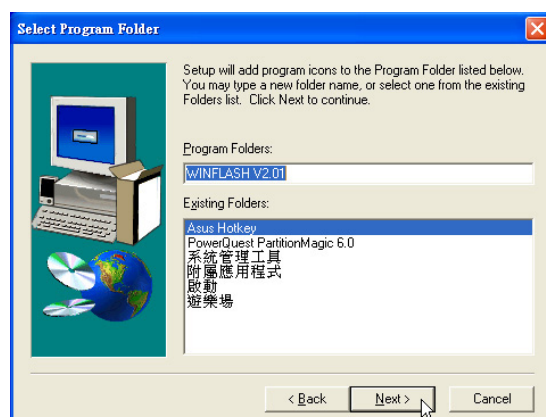 Select Program Folder
Setup will add program icons to the Program Folder listed below.
You may type a new folder name, or select one from the existing
Folders list. Click Next to continue.
Program Folders:
WINFLASH V2.01
Existing Folders:
Asus Hotkey
PowerQuest PartitionMagic 6.0
系統管理工具
附屬應用程式
啟動
遊樂場
< Back
Next >
Cancel